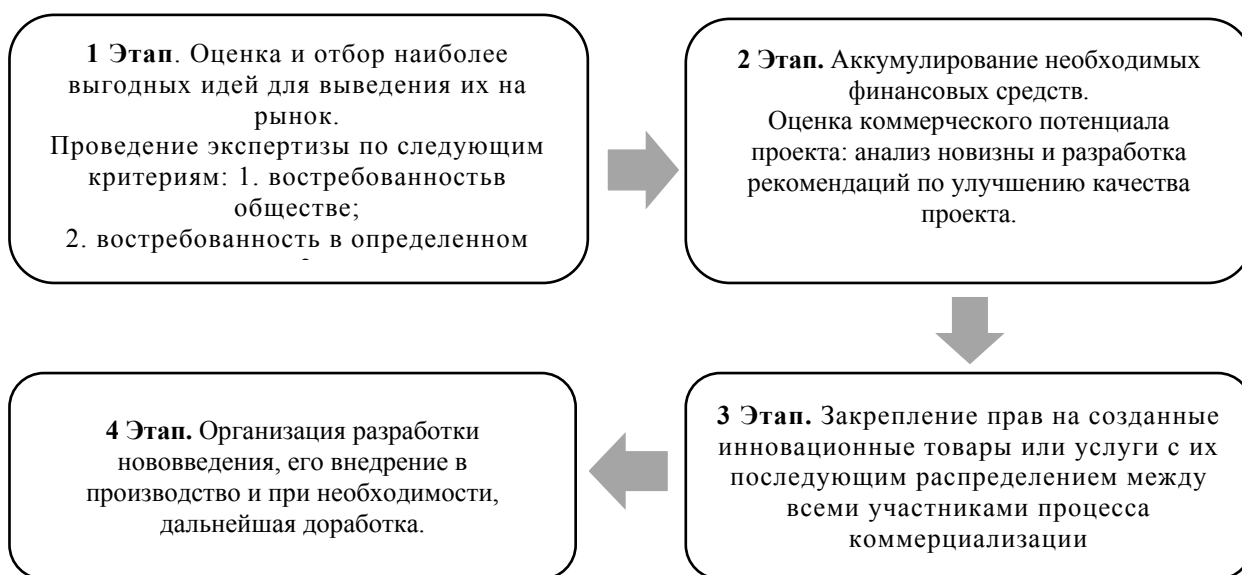 1 Этап. Оценка и отбор наиболее
выгодных идей для выведения их на
рынок.
Проведение экспертизы по следующим
критериям: 1. востребованностьв
обществе;
2. востребованность в определенном
2 Этап. Аккумулирование необходимых
финансовых средств.
Оценка коммерческого потенциала
проекта: анализ новизны и разработка
рекомендаций по улучшению качества
проекта.
3 Этап. Закрепление прав на созданные
инновационные товары или услуги с их
последующим распределением между
всеми участниками процесса
коммерциализации
4 Этап. Организация разработки
нововведения, его внедрение в
производство и при необходимости,
дальнейшая доработка.